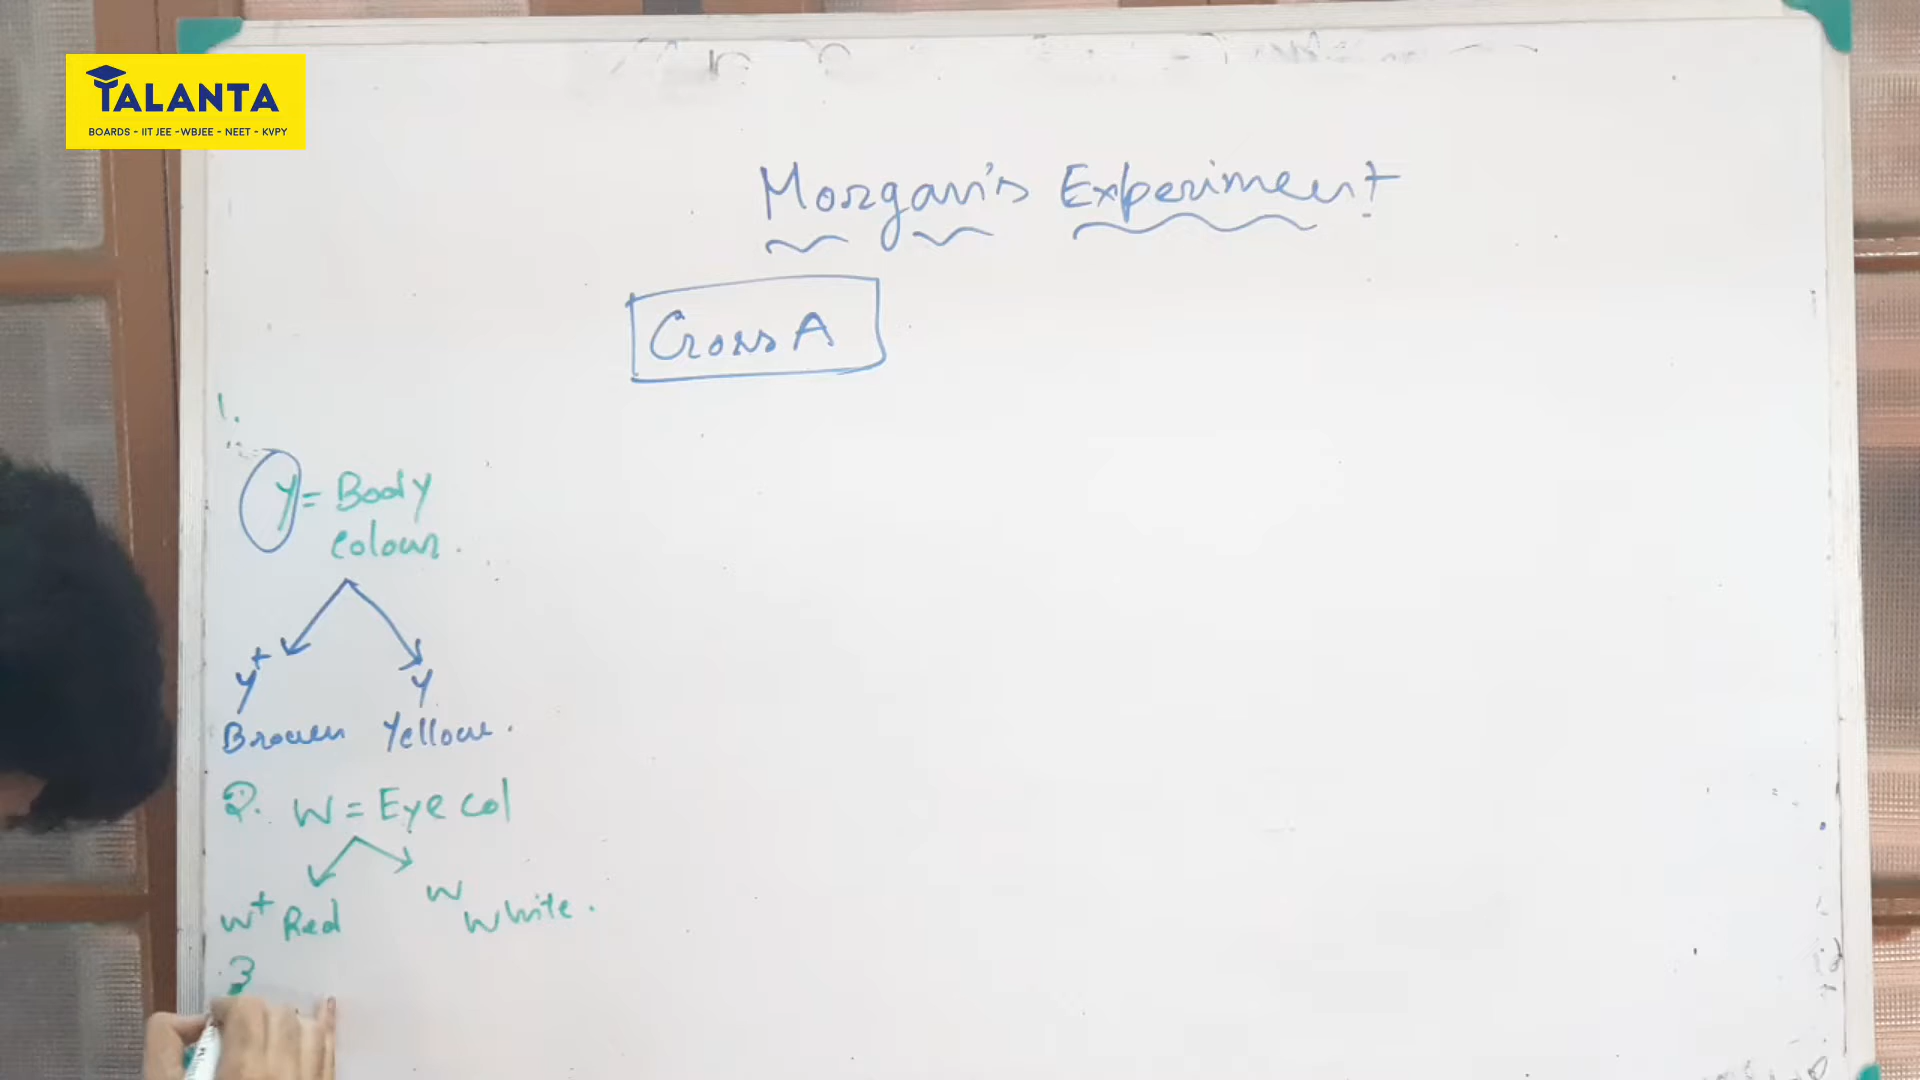 TALANTA
BOARDS - IIT JEE - WBJEE - NEET - KVPY
Morgan's Experiment
Cross A
1.
y = Body
colour.
y+ y
Brown Yellow.
2. w = Eye col
w+ Red w White.
3